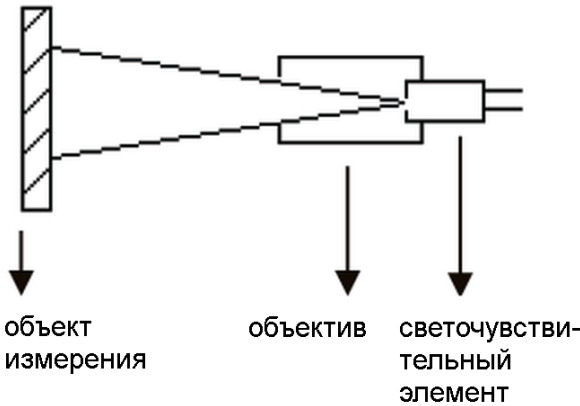 объект
измерения
объектив
светочувстви-
тельный
элемент